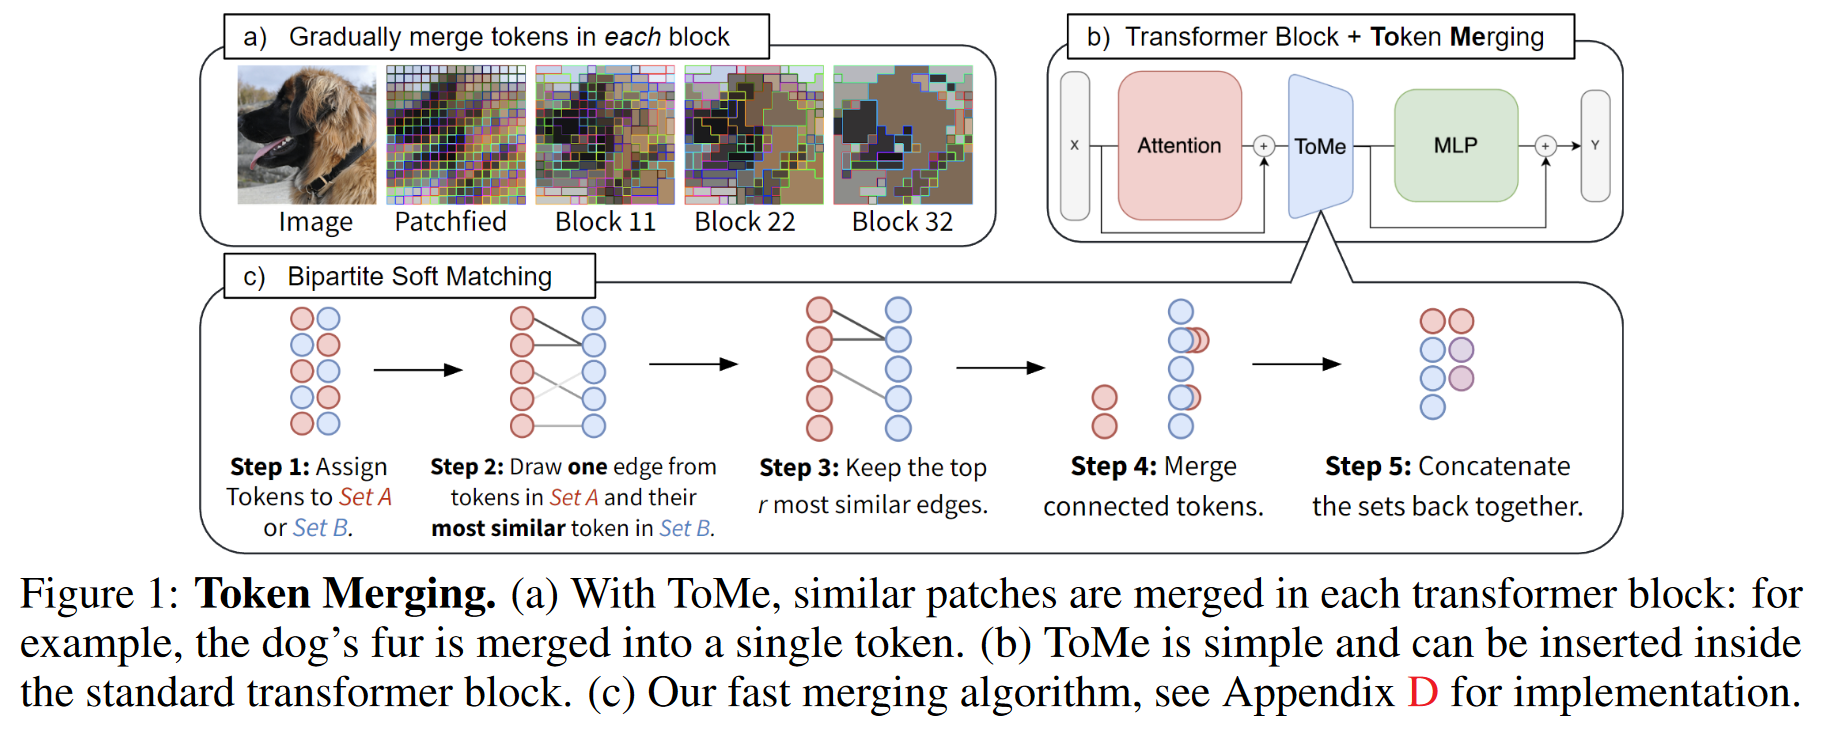 a) Gradually merge tokens in each block
Image
Patchfied
Block 11
Block 22
Block 32
b) Transformer Block + Token Merging
X
Attention
+
ToMe
MLP
+
Y
c) Bipartite Soft Matching
Step 1: Assign
Tokens to Set A
or Set B.
Step 2: Draw one edge from
tokens in Set A and their
most similar token in Set B.
Step 3: Keep the top
r most similar edges.
Step 4: Merge
connected tokens.
Step 5: Concatenate
the sets back together.
Figure 1: Token Merging. (a) With ToMe, similar patches are merged in each transformer block: for
example, the dog’s fur is merged into a single token. (b) ToMe is simple and can be inserted inside
the standard transformer block. (c) Our fast merging algorithm, see Appendix D for implementation.